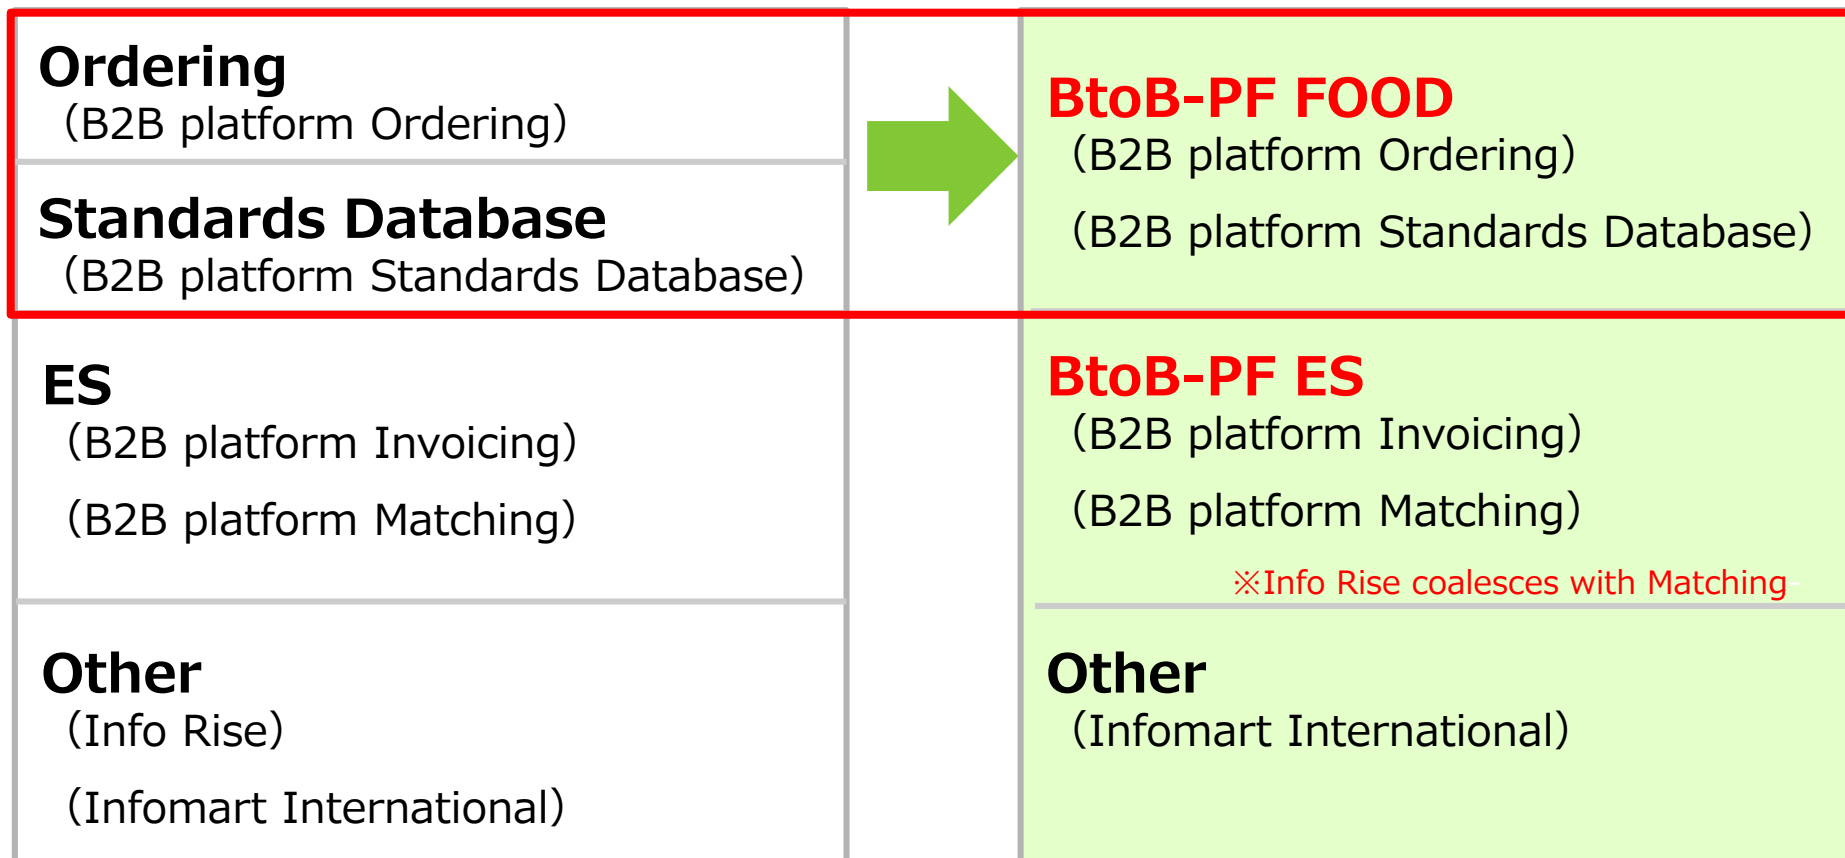 Ordering
（B2B platform Ordering）
Standards Database
（B2B platform Standards Database）
ES
（B2B platform Invoicing）
（B2B platform Matching）
Other
（Info Rise）
（Infomart International）
BtoB-PF FOOD
（B2B platform Ordering）
（B2B platform Standards Database）
BtoB-PF ES
（B2B platform Invoicing）
（B2B platform Matching）
※Info Rise coalesces with Matching
Other
（Infomart International）